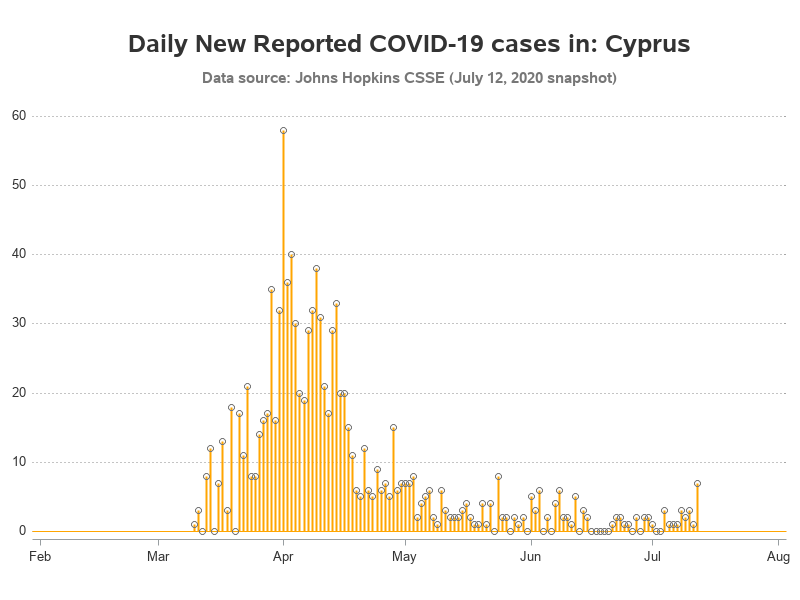 Daily New Reported COVID-19 cases in: Cyprus
Data source: Johns Hopkins CSSE (July 12, 2020 snapshot)
60
50
40
30
20
10
0
Feb Mar Apr May Jun Jul Aug